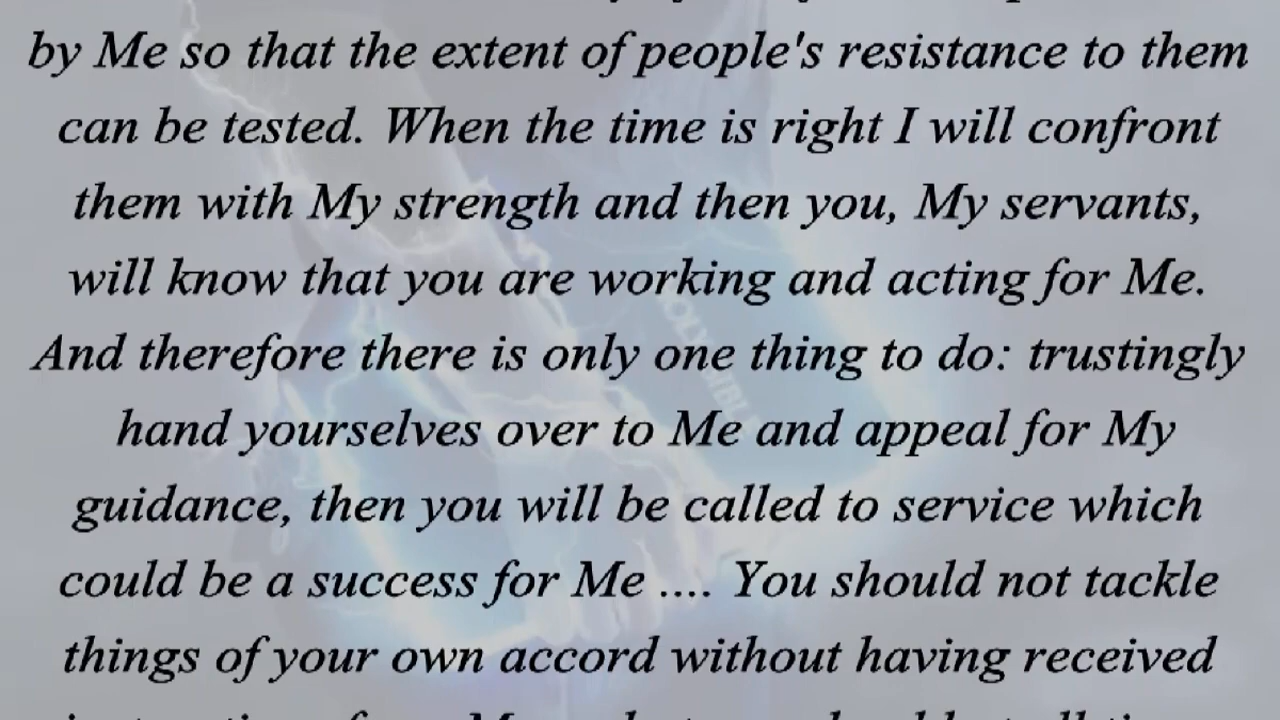 by Me so that the extent of people's resistance to them
can be tested. When the time is right I will confront
them with My strength and then you, My servants,
will know that you are working and acting for Me.
And therefore there is only one thing to do: trustingly
hand yourselves over to Me and appeal for My
guidance, then you will be called to service which
could be a success for Me .... You should not tackle
things of your own accord without having received
HOLY BIBLE